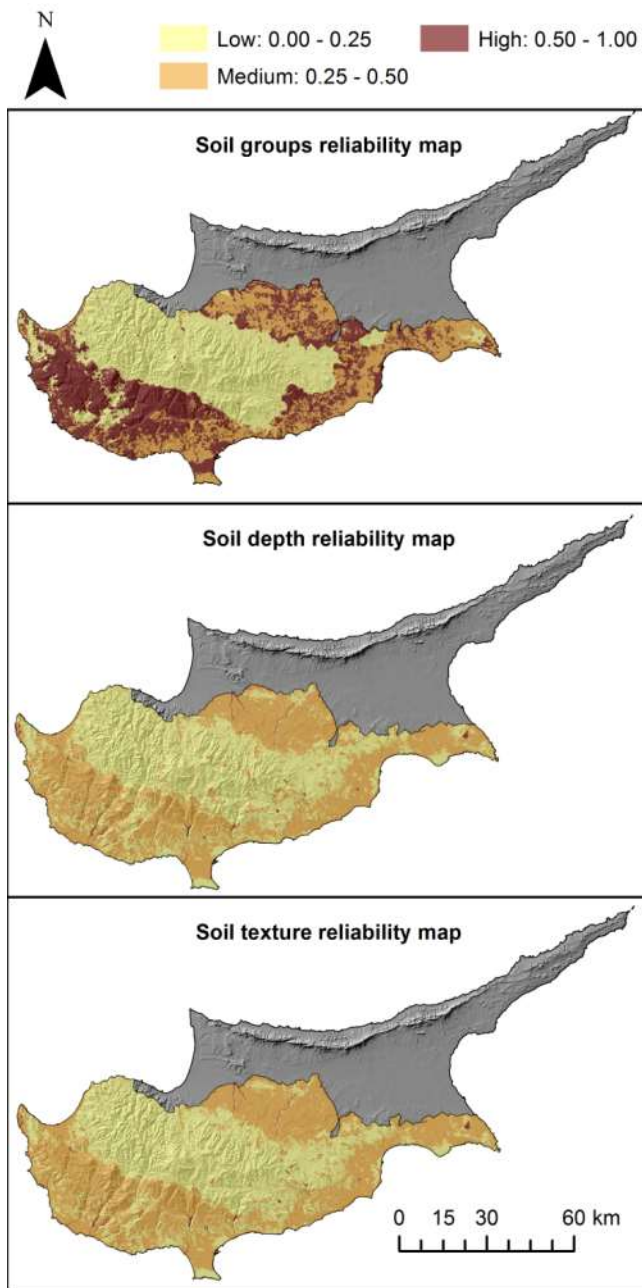 N
Low: 0.00 - 0.25
High: 0.50 - 1.00
Medium: 0.25 - 0.50
Soil groups reliability map
Soil depth reliability map
Soil texture reliability map
0 15 30 60 km